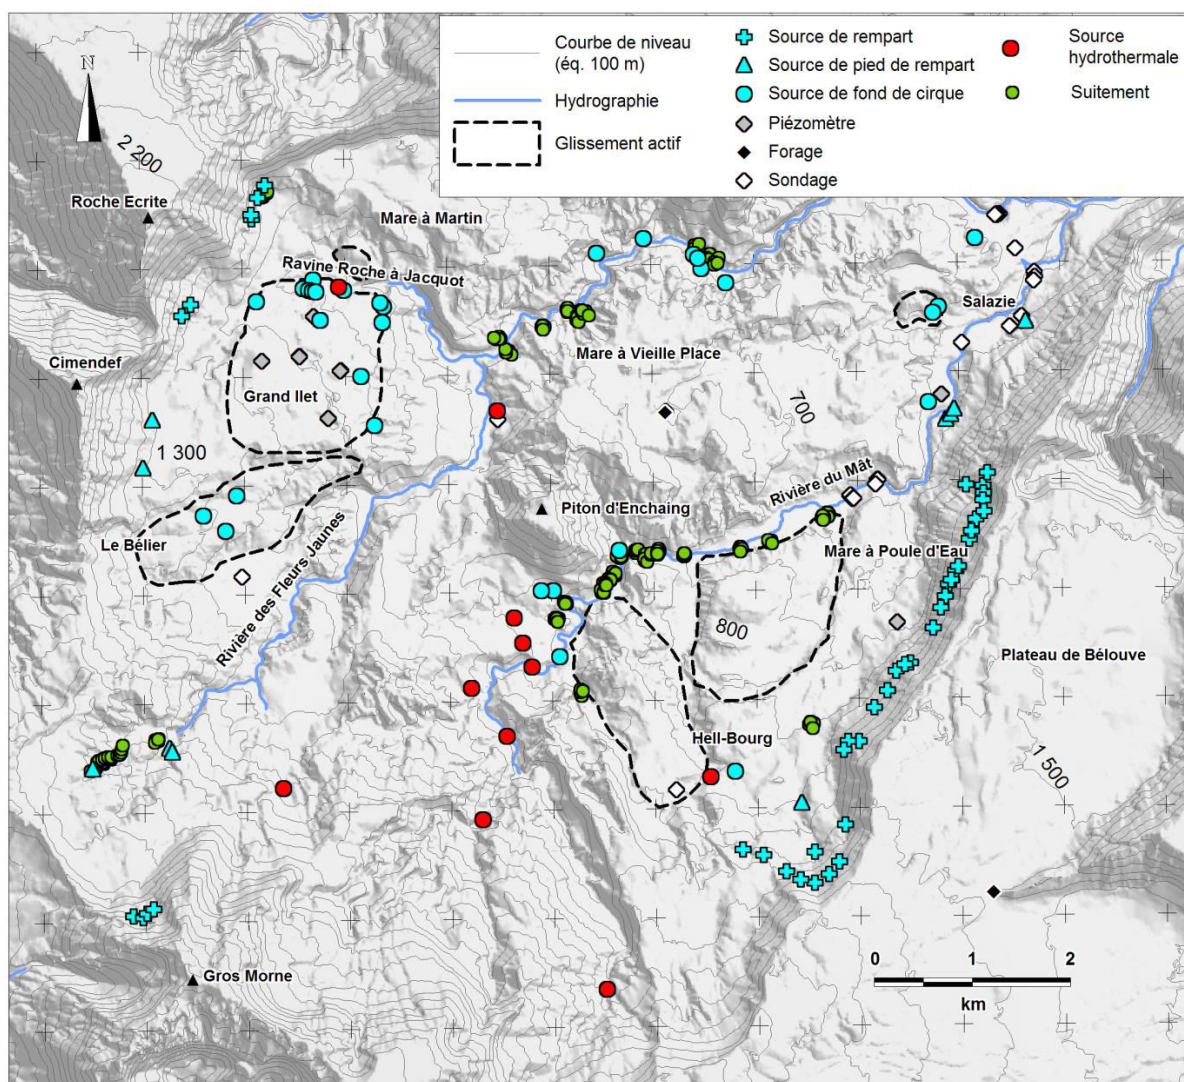 Courbe de niveau
(éq. 100 m)
Hydrographie
Glissement actif
Source de rempart
Source de pied de rempart
Source de fond de cirque
Piézomètre
Forage
Sondage
Source
hydrothermale
Suitement
N
2 200
Roche Ecrite
Mare à Martin
Ravine Roche à Jacquot
Salazie
Cimendef
Mare à Vieille Place
Grand Ilet
700
1 300
Rivière du Mât
Piton d'Enchaing
Le Bélier
Mare à Poule d'Eau
Rivière des Fleurs Jaunes
800
Plateau de Bélouve
Hell-Bourg
1 500
Gros Morne
0 1 2
km